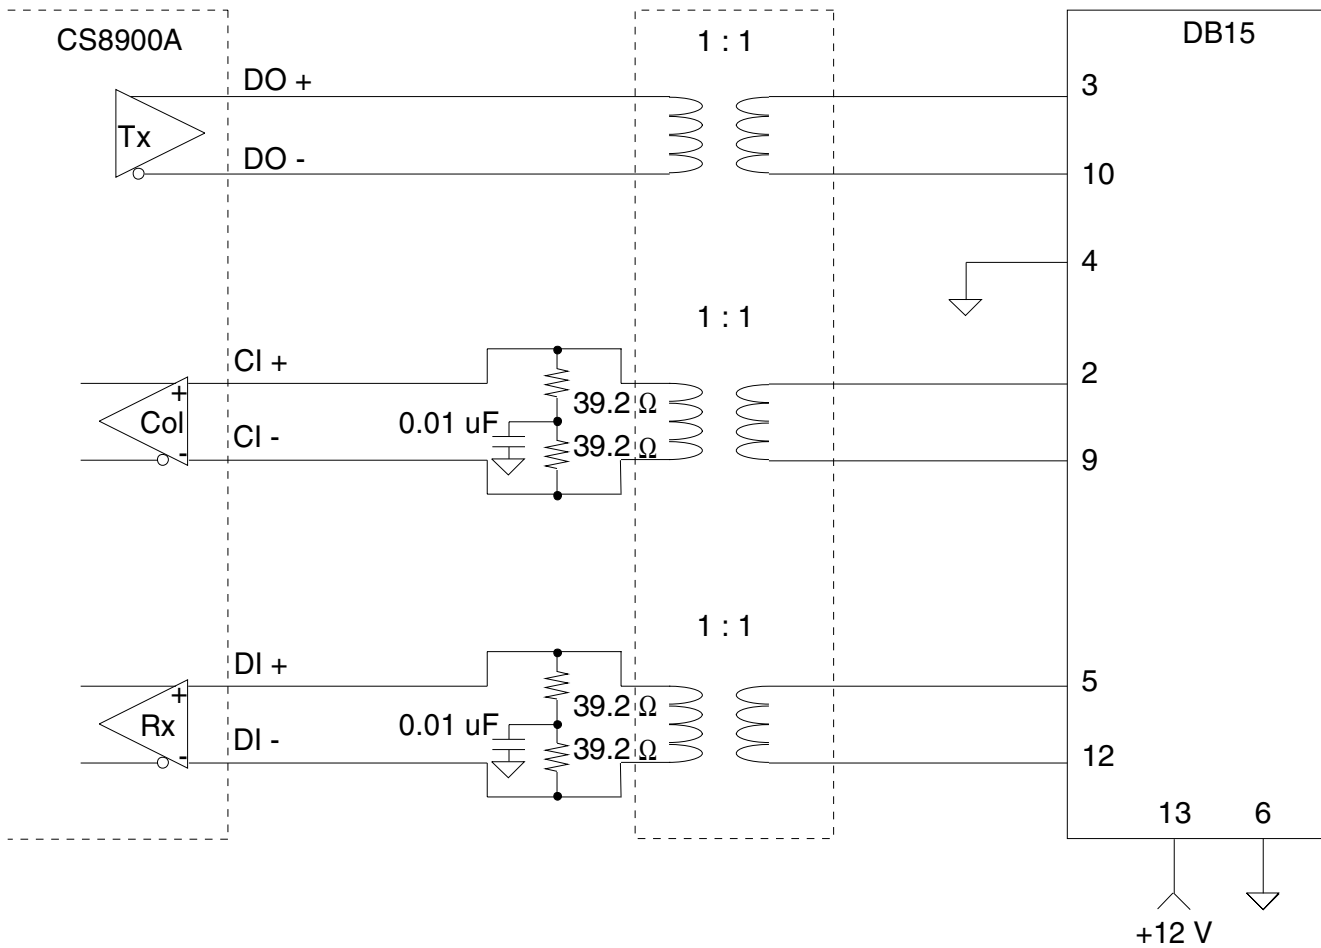 CS8900A
1 : 1
DB15
DO +
3
Tx
DO -
10
4
1 : 1
CI +
2
+
Col
39.2 Ω
0.01 uF
CI -
39.2 Ω
-
9
1 : 1
DI +
5
+
Rx
39.2 Ω
0.01 uF
DI -
39.2 Ω
-
12
13
6
+12 V